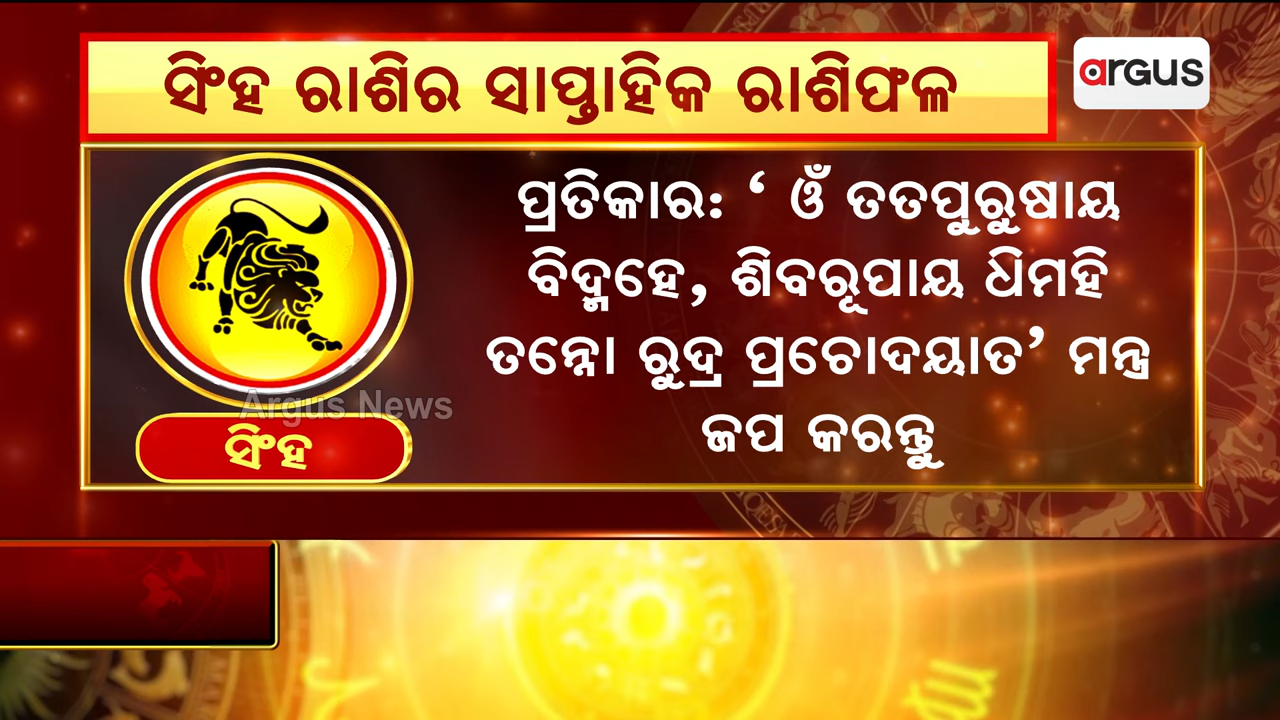 ସିଂହ ରାଶିର ସାପ୍ତାହିକ ରାଶିଫଳ
argus
ପ୍ରତିକାର: ‘ ଓଁ ତତପୁରୁଷାୟ
ବିଦ୍ମହେ, ଶିବରୂପାୟ ଧିମହି
ତନ୍ନୋ ରୁଦ୍ର ପ୍ରଚୋଦୟାତ’ ମନ୍ତ୍ର
ଜପ କରନ୍ତୁ
Argus News
ସିଂହ